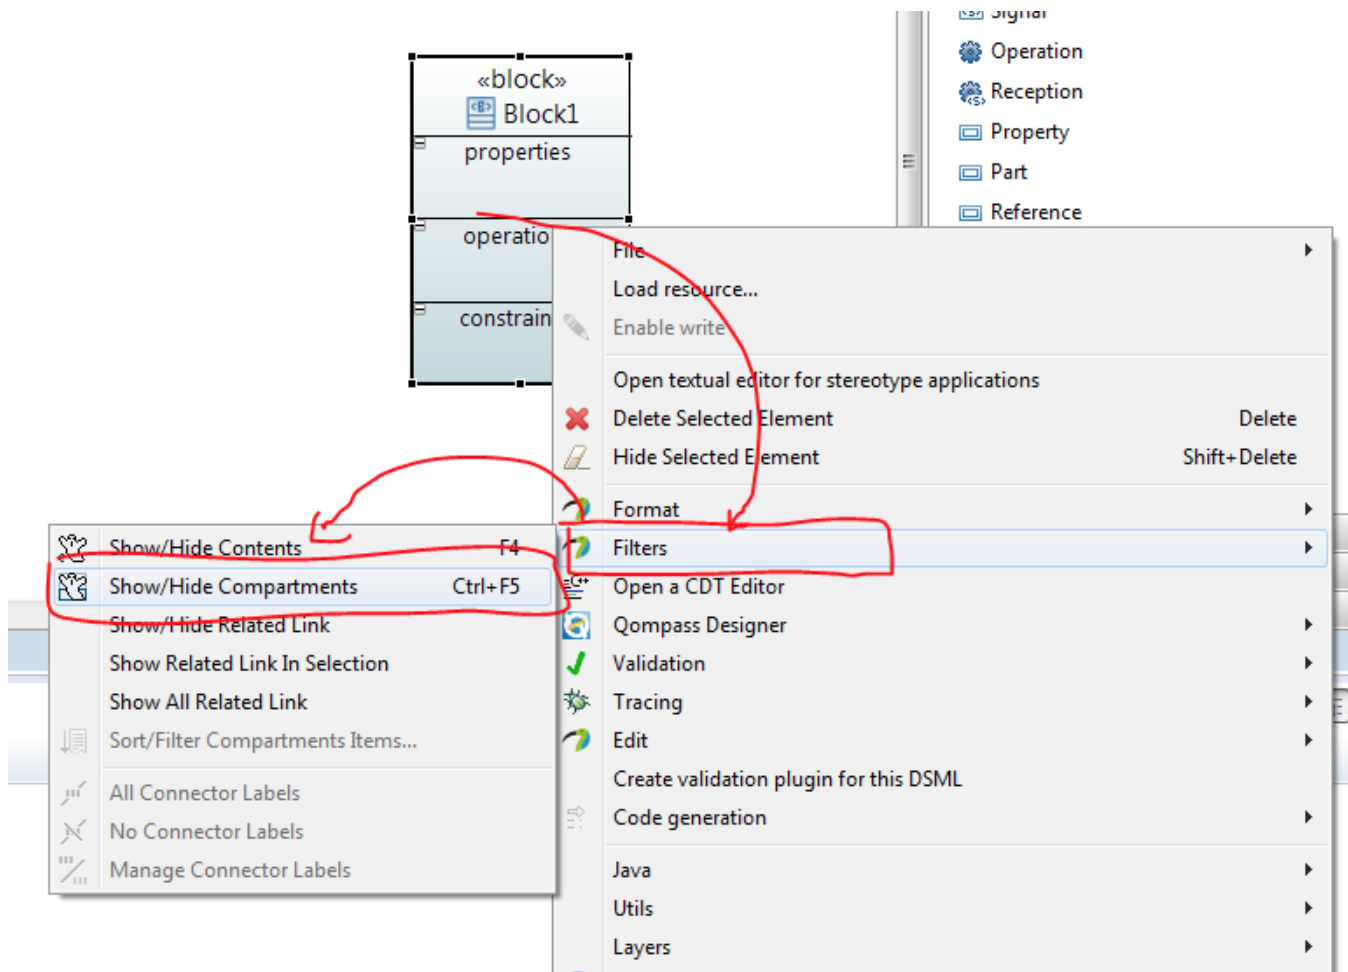 Signal
Operation
Reception
Property
Part
Reference
«block»
Block1
properties
operatio
constrain
File
Load resource...
Enable write
Open textual editor for stereotype applications
Delete Selected Element Delete
Hide Selected Element Shift+Delete
Format
Filters
Open a CDT Editor
Qompass Designer
Validation
Tracing
Edit
Create validation plugin for this DSML
Code generation
Java
Utils
Layers
Show/Hide Contents F4
Show/Hide Compartments Ctrl+F5
Show/Hide Related Link
Show Related Link In Selection
Show All Related Link
Sort/Filter Compartments Items...
All Connector Labels
No Connector Labels
Manage Connector Labels